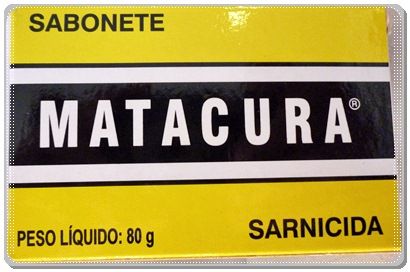 SABONETE
MATACURA®
PESO LÍQUIDO: 80 g
SARNICIDA